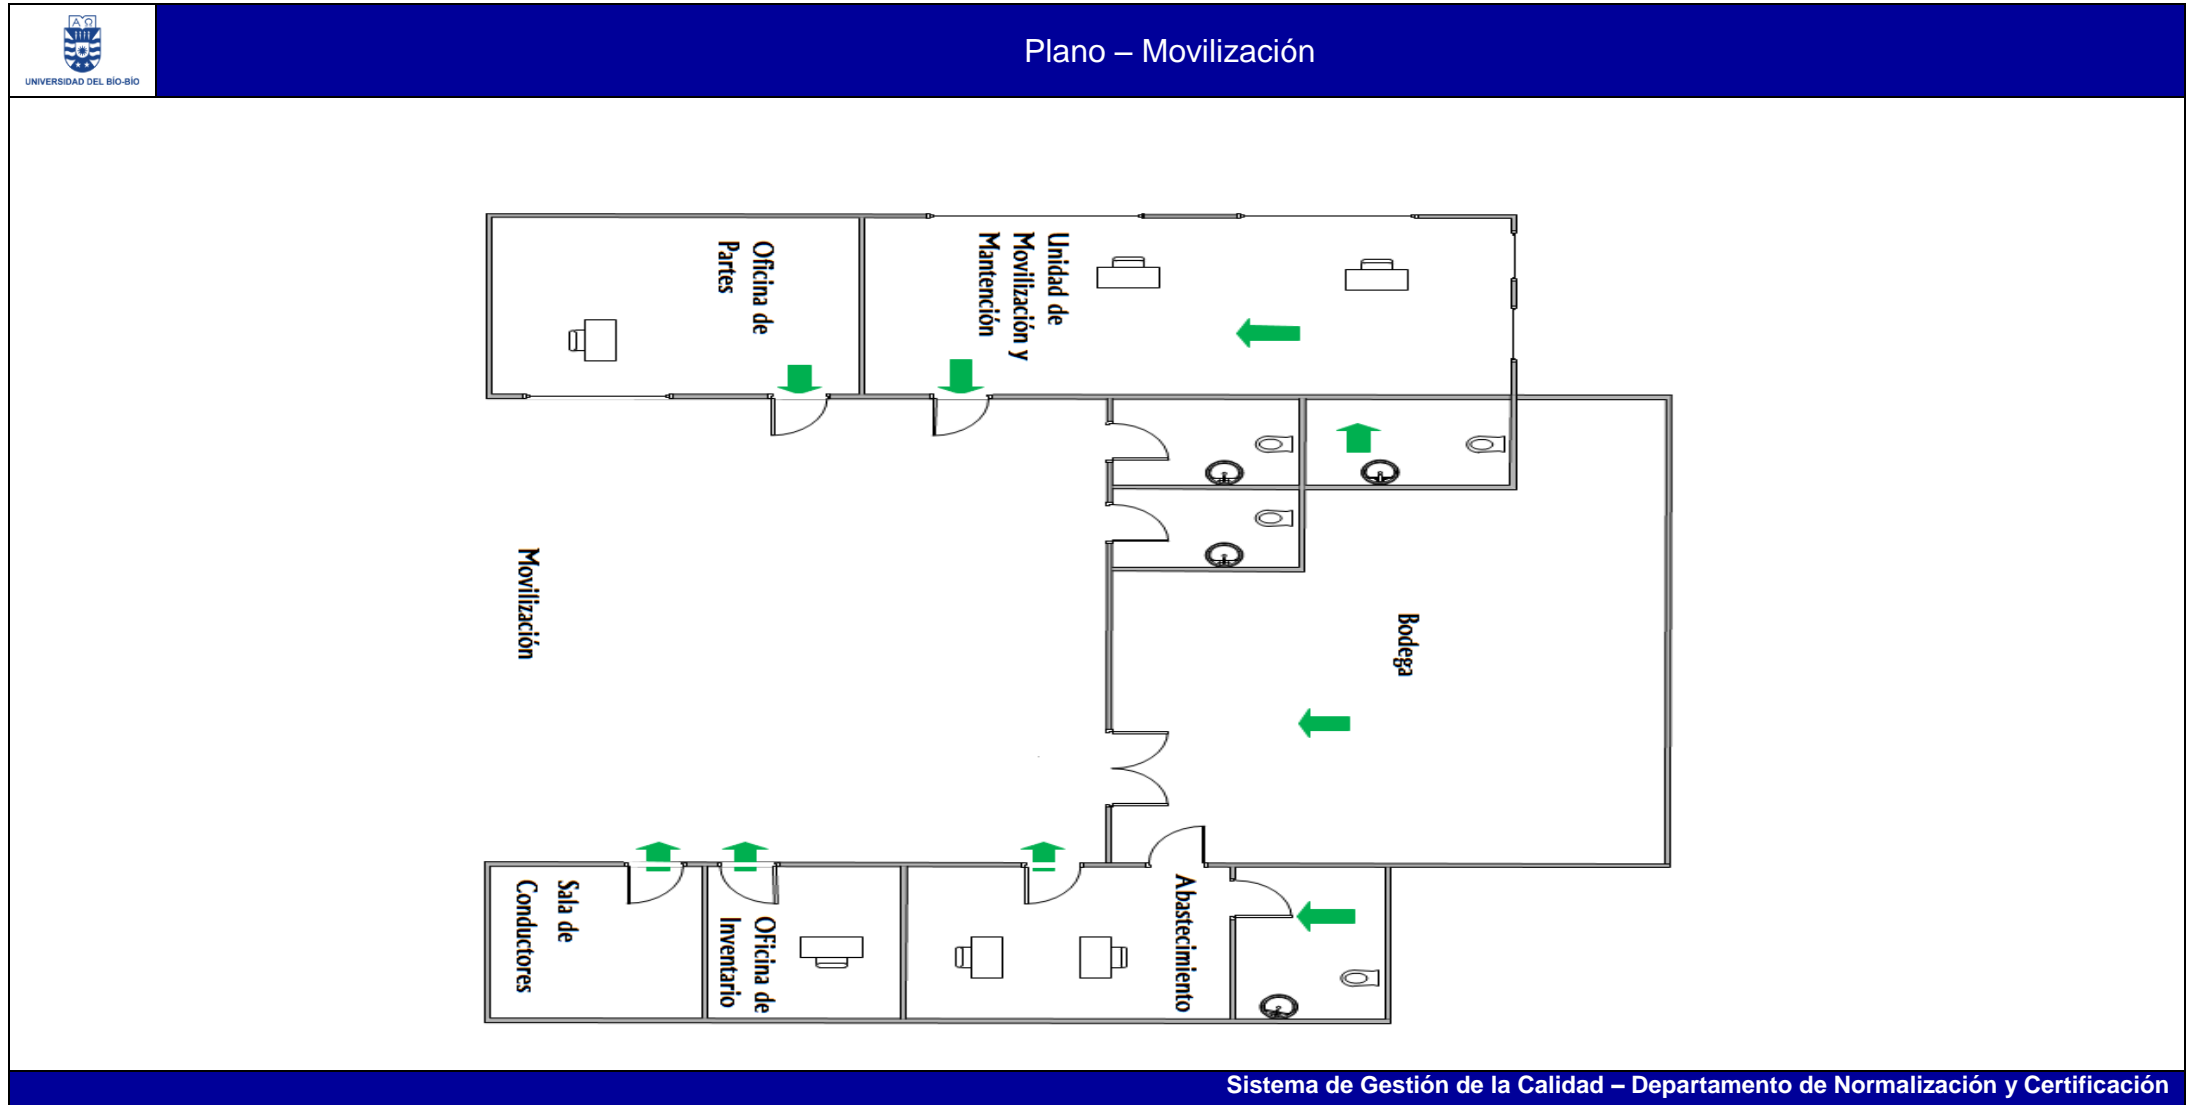 ΑΩ
UNIVERSIDAD DEL BÍO-BÍO
Plano – Movilización
Oficina de
Partes
Unidad de
Movilización y
Mantención
Movilización
Bodega
Sala de
Conductores
OFicina de
Inventario
Abastecimiento
Sistema de Gestión de la Calidad – Departamento de Normalización y Certificación